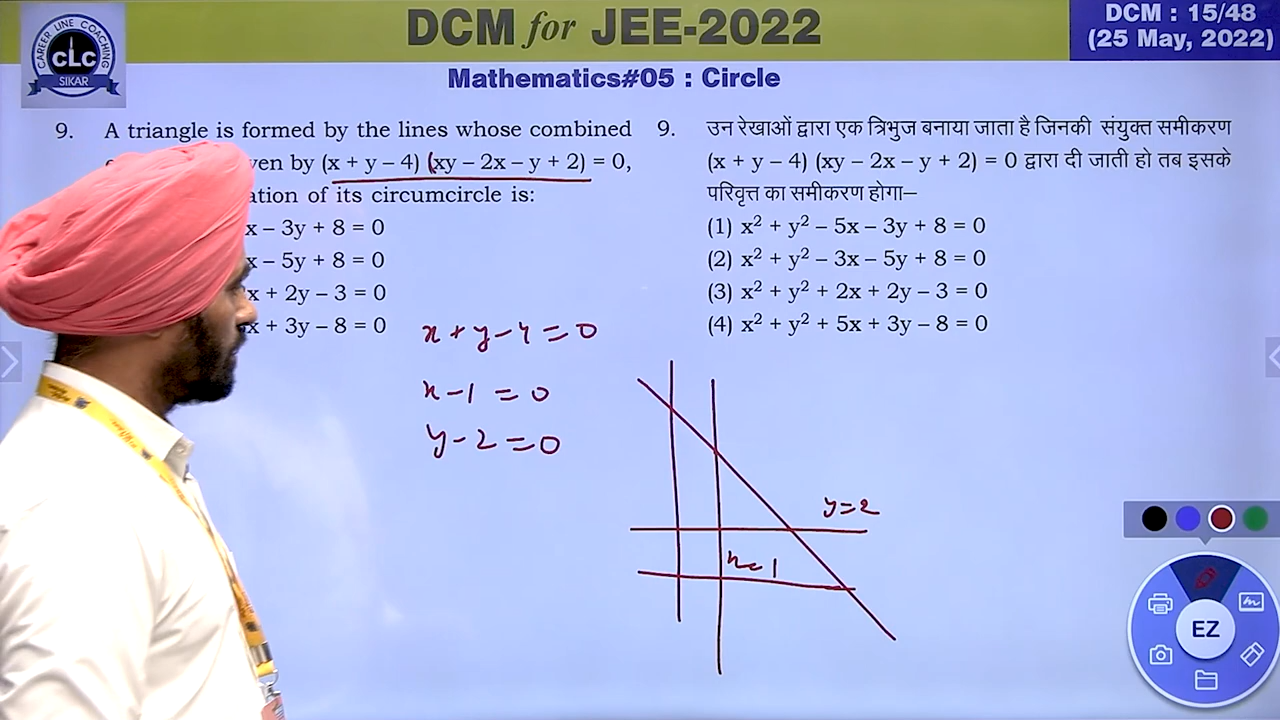 DCM for JEE-2022
DCM : 15/48
(25 May, 2022)
CAREER LINE COACHING
CLC
SIKAR
Mathematics#05 : Circle
9. A triangle is formed by the lines whose combined
ven by (x + y – 4) (xy – 2x – y + 2) = 0,
ation of its circumcircle is:
x – 3y + 8 = 0
x – 5y + 8 = 0
x + 2y – 3 = 0
x + 3y – 8 = 0
9. उन रेखाओं द्वारा एक त्रिभुज बनाया जाता है जिनकी संयुक्त समीकरण
(x + y – 4) (xy – 2x – y + 2) = 0 द्वारा दी जाती हो तब इसके
परिवृत्त का समीकरण होगा–
(1) x² + y² – 5x – 3y + 8 = 0
(2) x² + y² – 3x – 5y + 8 = 0
(3) x² + y² + 2x + 2y – 3 = 0
(4) x² + y² + 5x + 3y – 8 = 0
x + y - 4 = 0
x - 1 = 0
y - 2 = 0
y = 2
x = 1
EZ